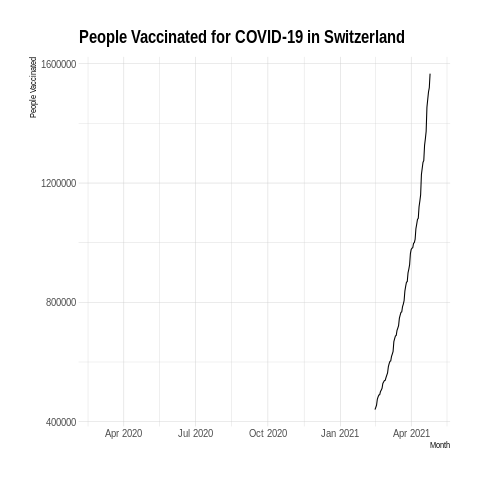 People Vaccinated for COVID-19 in Switzerland
People Vaccinated
1600000
1200000
800000
400000
Apr 2020 Jul 2020 Oct 2020 Jan 2021 Apr 2021
Month